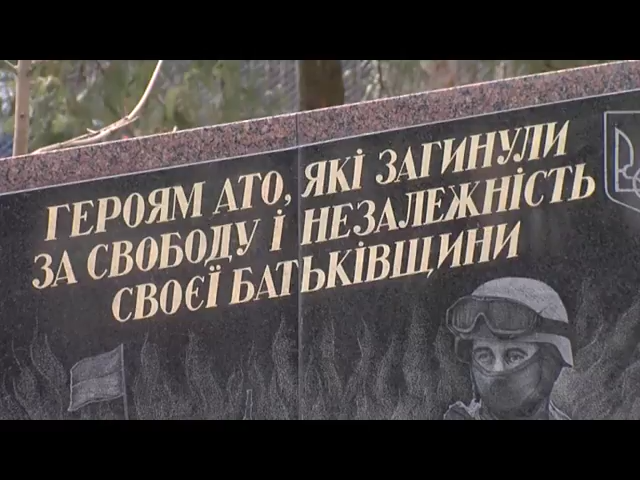 ГЕРОЯМ АТО, ЯКІ ЗАГИНУЛИ
ЗА СВОБОДУ І НЕЗАЛЕЖНІСТЬ
СВОЄЇ БАТЬКІВЩИНИ